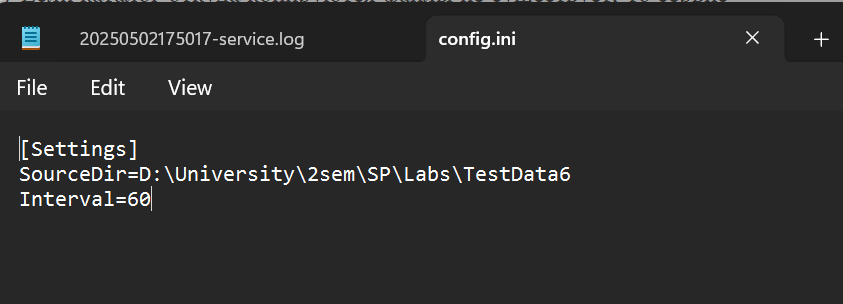 20250502175017-service.log
config.ini
File
Edit
View
[Settings]
SourceDir=D:\University\2sem\SP\Labs\TestData6
Interval=60